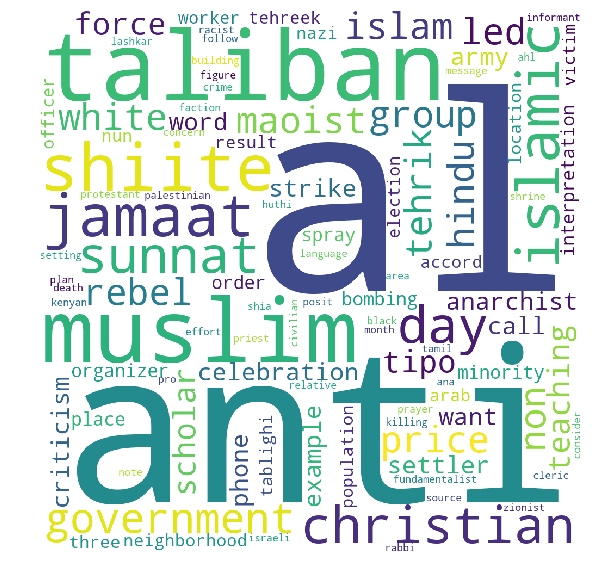 informant
force worker tehreek islam led ahl
racist follow nazi message
lashkar building figure army victim
taliban crime
officer white word maoist group location
faction islamic
nun concern result
shiite al tehrik hindu election interpretation
protestant palestinian strike
jamaat huthi spray
sunnat language accord
setting shrine
plan order area
death rebel shia posit bombing anarchist
kenyan effort civilian black month day call
muslim priest tamil
organizer celebration tipo minority
pro relative ana arab want
criticism place scholar phone tablighi example population prayer price non teaching
anti killing settler consider
note fundamentalist
government source cleric
three neighborhood israeli christian zionist
rabbi